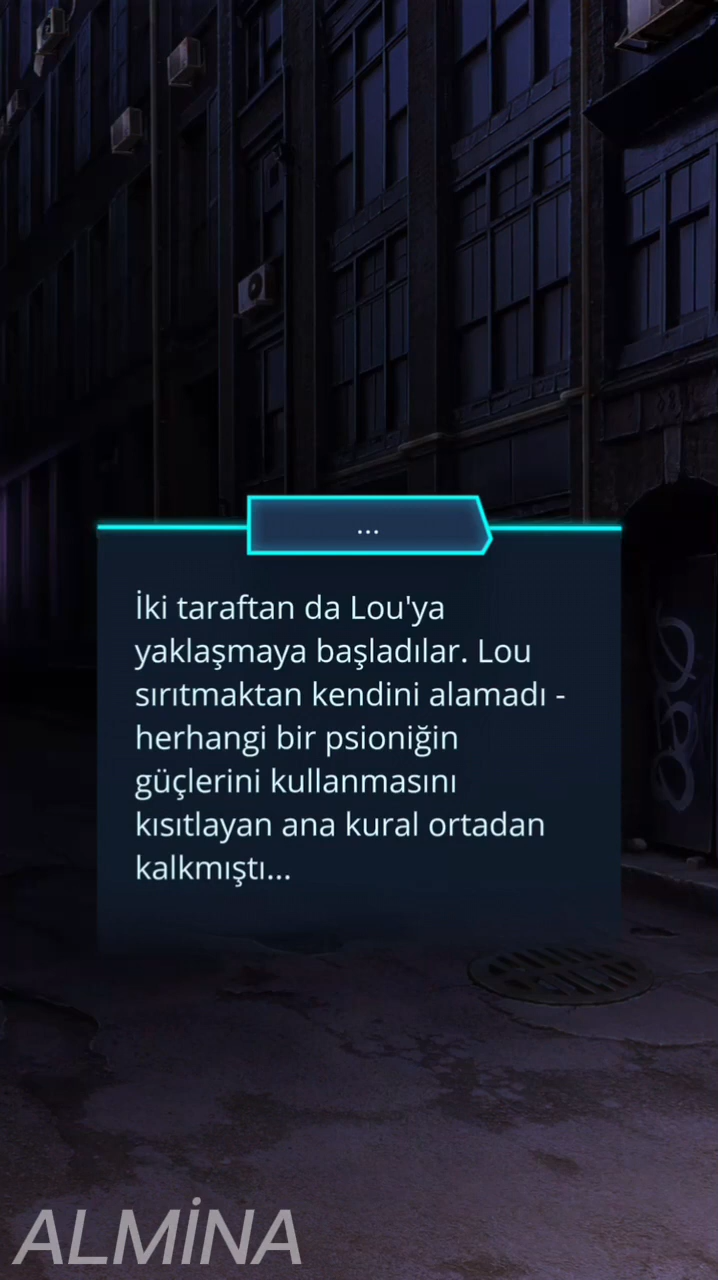 ...
İki taraftan da Lou'ya
yaklaşmaya başladılar. Lou
sırıtmaktan kendini alamadı -
herhangi bir psioniğin
güçlerini kullanmasını
kısıtlayan ana kural ortadan
kalkmıştı...
ALMİNA